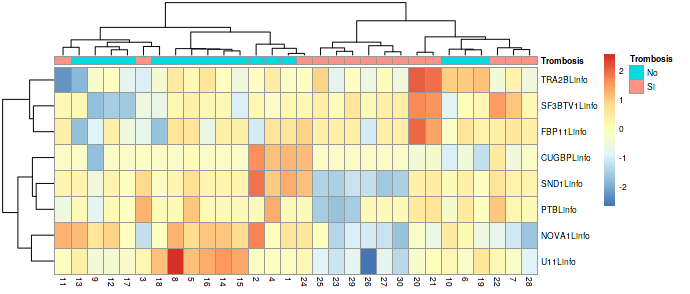 Trombosis
Trombosis
No
SI
2
1
0
-1
-2
TRA2BLinfo
SF3BTV1Linfo
FBP11Linfo
CUGBPLinfo
SND1Linfo
PTBLinfo
NOVA1Linfo
U11Linfo
11 13 9 12 17 3 18 8 5 16 14 15 2 4 1 24 25 23 29 26 27 30 20 21 10 6 19 22 7 28